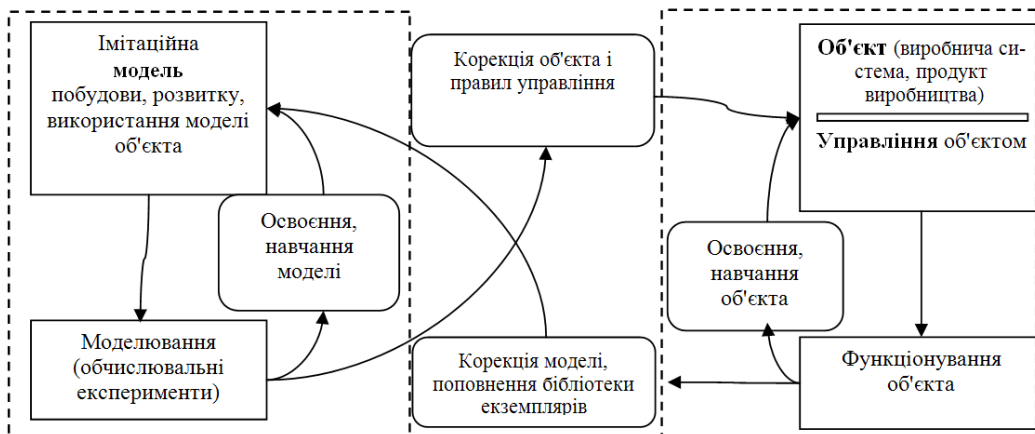 Імітаційна
модель
побудови, розвитку,
використання моделі
об'єкта
Корекція об'єкта і
правил управління
Об'єкт (виробнича си-
стема, продукт
виробництва)
Управління об'єктом
Освоєння,
навчання
моделі
Освоєння,
навчання
об'єкта
Моделювання
(обчислювальні
експерименти)
Корекція моделі,
поповнення бібліотеки
екземплярів
Функціонування
об'єкта